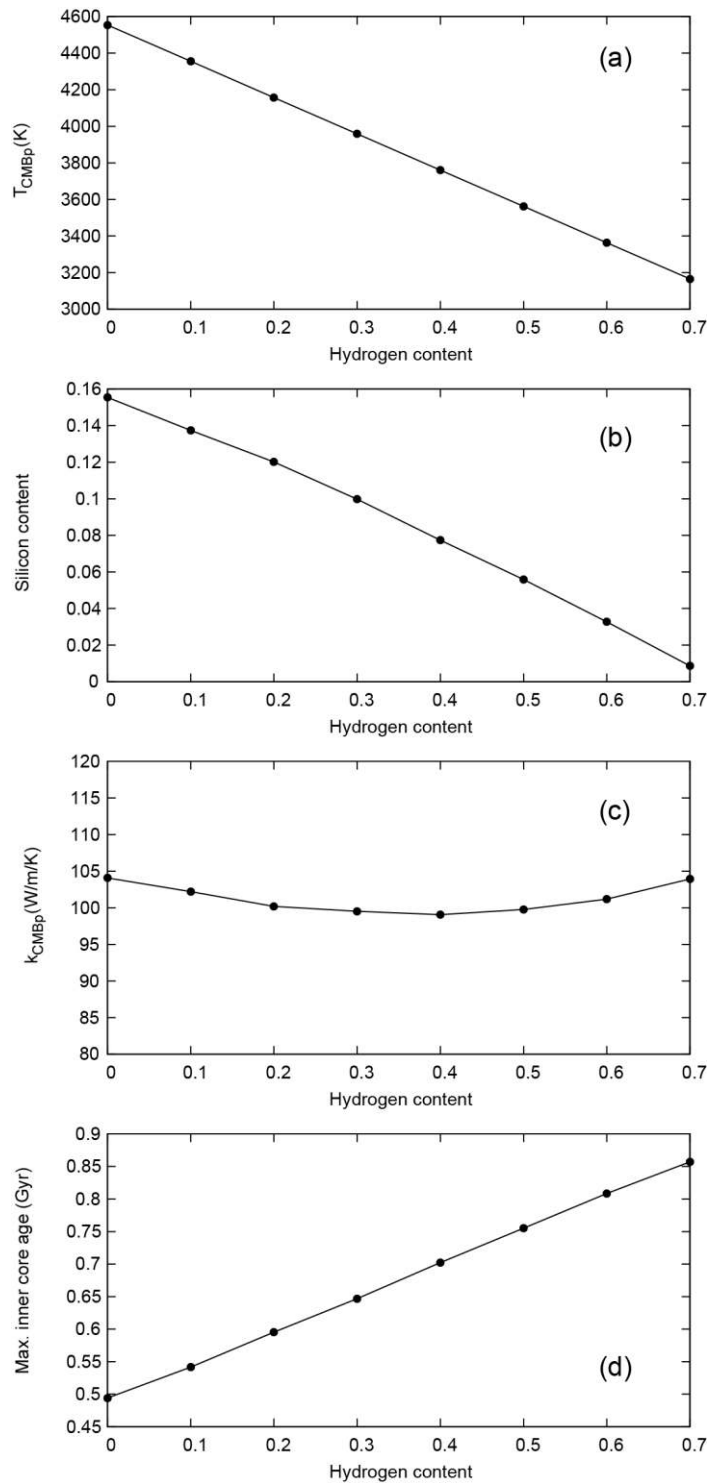 4600
4400
4200
4000
3800
3600
3400
3200
3000
T_CMBp(K)
(a)
0 0.1 0.2 0.3 0.4 0.5 0.6 0.7
Hydrogen content
0.16
0.14
0.12
0.1
0.08
0.06
0.04
0.02
0
Silicon content
(b)
0 0.1 0.2 0.3 0.4 0.5 0.6 0.7
Hydrogen content
120
115
110
105
100
95
90
85
80
k_CMBp(W/m/K)
(c)
0 0.1 0.2 0.3 0.4 0.5 0.6 0.7
Hydrogen content
0.9
0.85
0.8
0.75
0.7
0.65
0.6
0.55
0.5
0.45
Max. inner core age (Gyr)
(d)
0 0.1 0.2 0.3 0.4 0.5 0.6 0.7
Hydrogen content